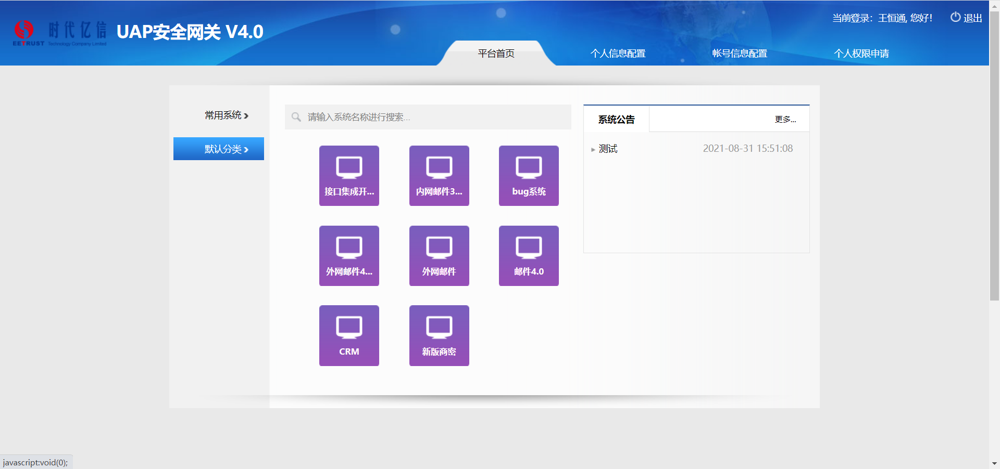 时代亿信
EETRUST Technology Company Limited
UAP安全网关 V4.0
当前登录：王恒通, 您好！
退出
平台首页
个人信息配置
帐号信息配置
个人权限申请
常用系统
默认分类
请输入系统名称进行搜索...
接口集成开...
内网邮件3...
bug系统
外网邮件4...
外网邮件
邮件4.0
CRM
新版商密
系统公告
更多...
测试
2021-08-31 15:51:08
javascript:void(0);